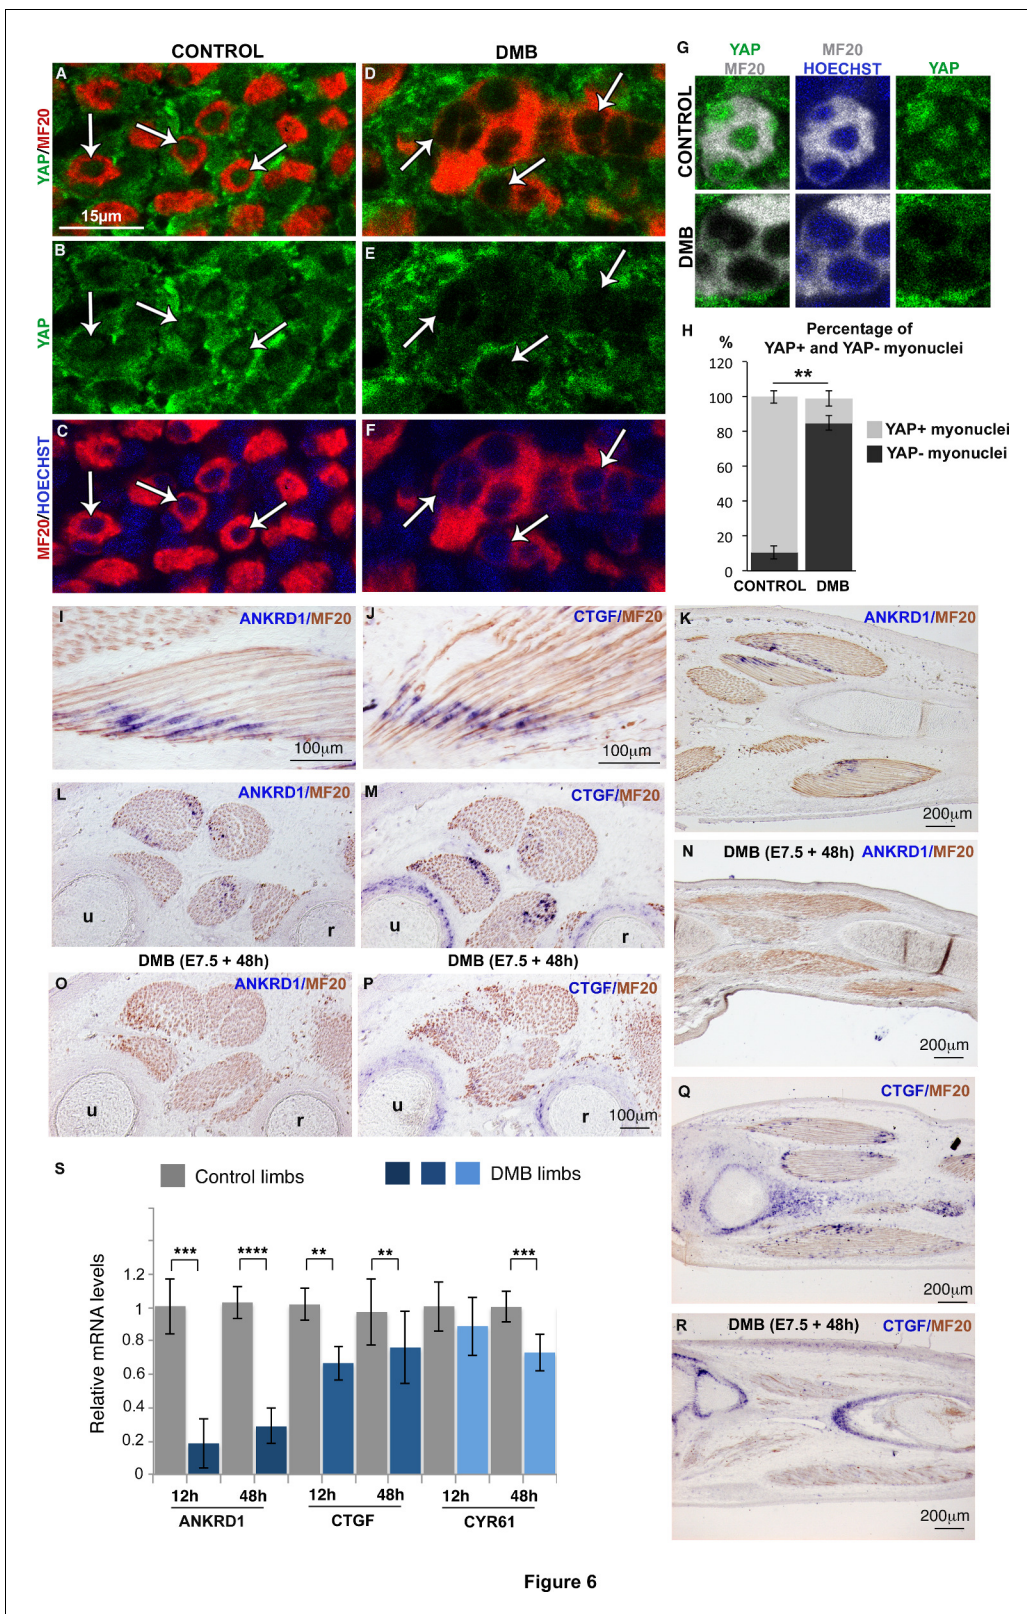 CONTROL
DMB
A
D
YAP/MF20
15µm
B
E
YAP
C
F
MF20/HOECHST
G
YAP
MF20
MF20
HOECHST
YAP
CONTROL
DMB
H
Percentage of
YAP+ and YAP- myonuclei
%
120
100
80
60
40
20
0
**
CONTROL
DMB
YAP+ myonuclei
YAP- myonuclei
I
ANKRD1/MF20
100µm
J
CTGF/MF20
100µm
K
ANKRD1/MF20
200µm
L
ANKRD1/MF20
u
r
M
CTGF/MF20
u
r
N
DMB (E7.5 + 48h)
ANKRD1/MF20
200µm
DMB (E7.5 + 48h)
DMB (E7.5 + 48h)
O
ANKRD1/MF20
u
r
P
CTGF/MF20
u
r
100µm
Q
CTGF/MF20
200µm
R
DMB (E7.5 + 48h)
CTGF/MF20
200µm
S
Control limbs
DMB limbs
Relative mRNA levels
1.2
1
0.8
0.6
0.4
0.2
0
***
****
**
**
***
12h
48h
12h
48h
12h
48h
ANKRD1
CTGF
CYR61
Figure 6